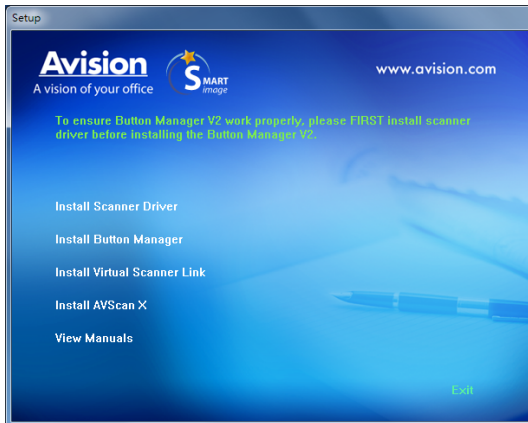 Setup
Avision
A vision of your office
SMART
image
www.avision.com
To ensure Button Manager V2 work properly, please FIRST install scanner
driver before installing the Button Manager V2.
Install Scanner Driver
Install Button Manager
Install Virtual Scanner Link
Install AVScan X
View Manuals
Exit